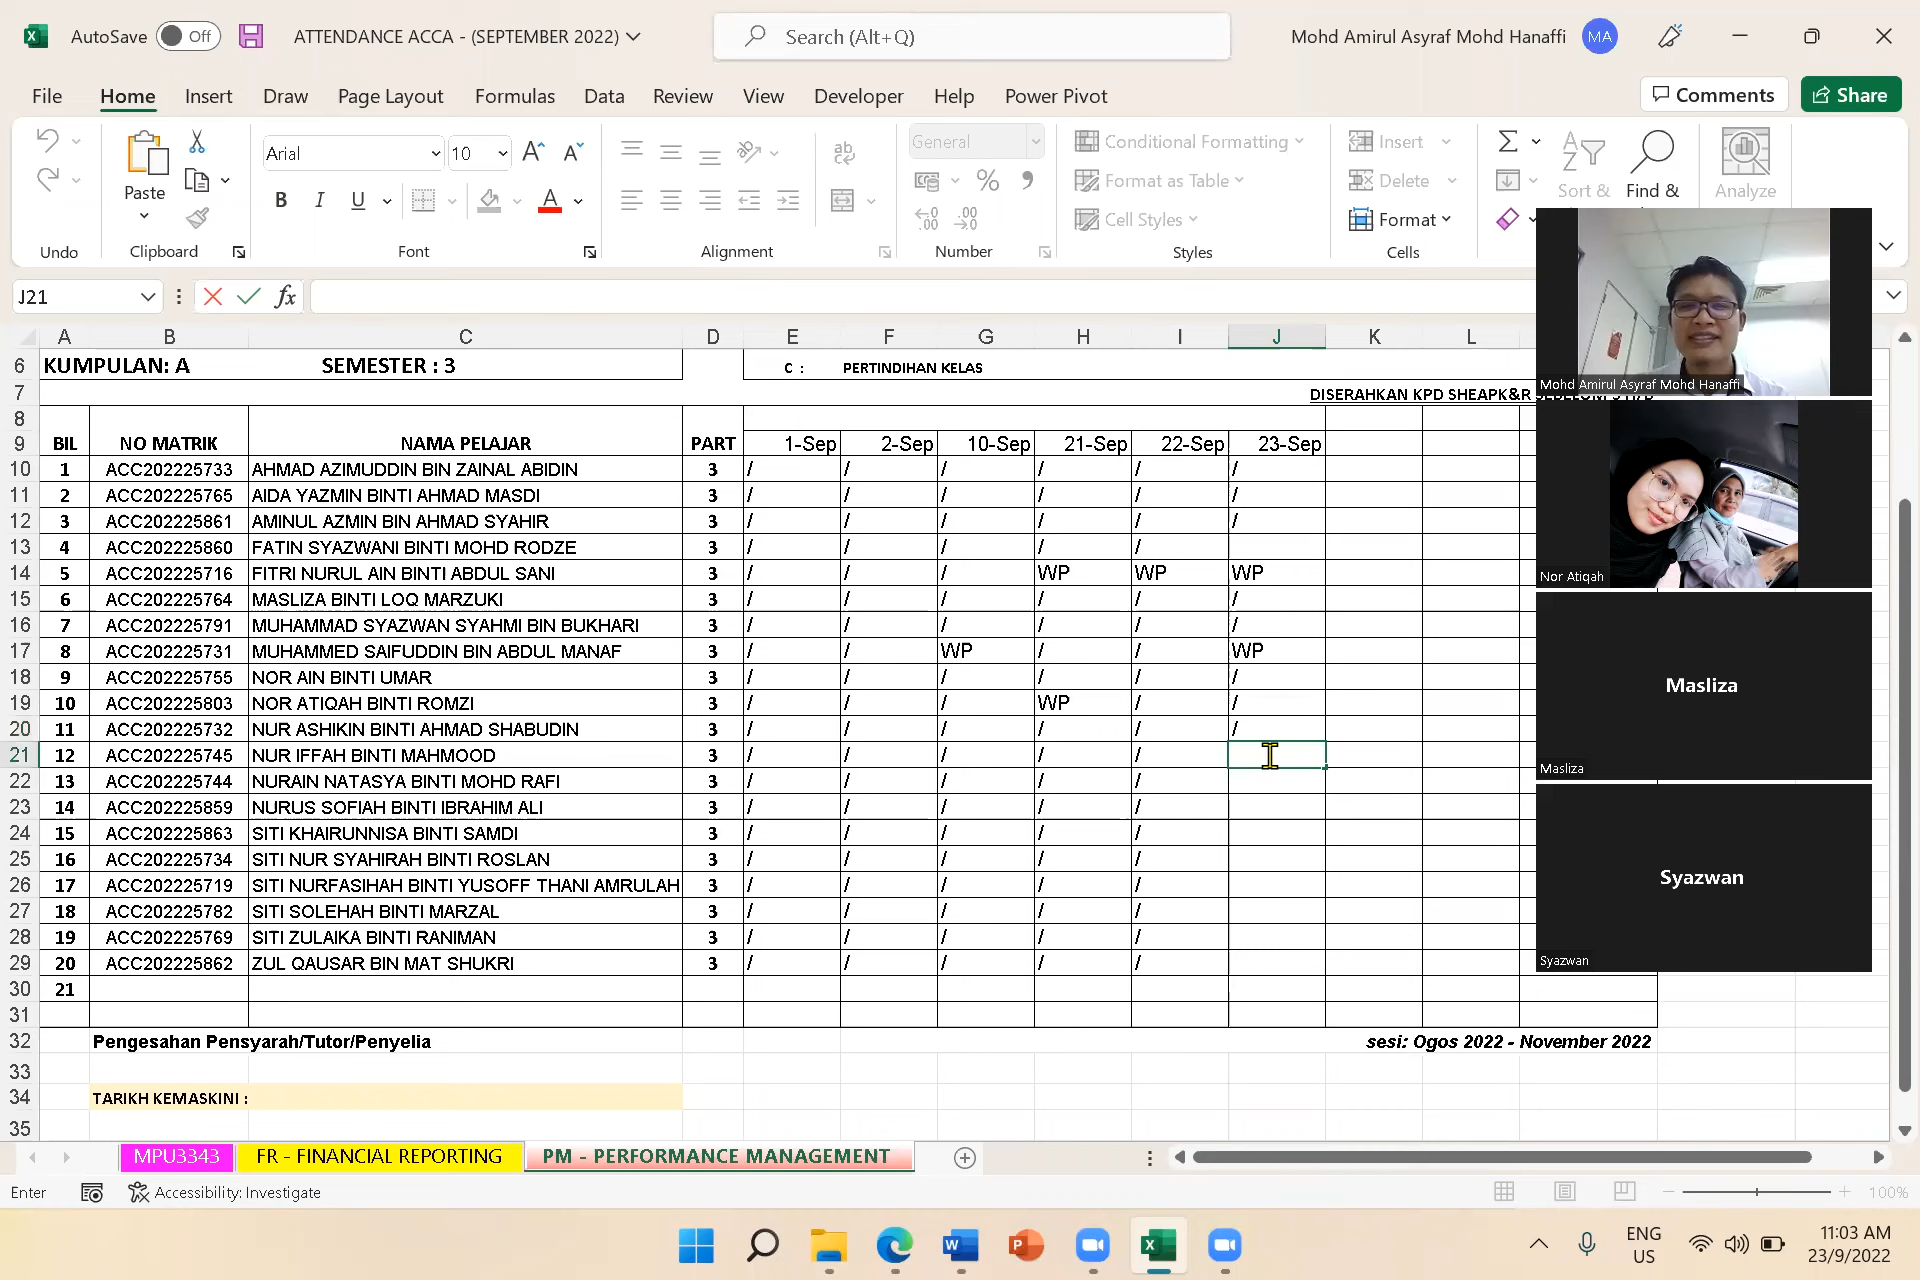 AutoSave Off ATTENDANCE ACCA - (SEPTEMBER 2022) Search (Alt+Q) Mohd Amirul Asyraf Mohd Hanaffi MA
File Home Insert Draw Page Layout Formulas Data Review View Developer Help Power Pivot Comments Share
Arial 10 General Conditional Formatting Insert
Paste Format as Table Delete Sort & Find & Analyze
B I U Cell Styles Format
Undo Clipboard Font Alignment Number Styles Cells
J21 fx
A B C D E F G H I J K L
6 KUMPULAN: A SEMESTER : 3 C : PERTINDIHAN KELAS
7 DISERAHKAN KPD SHEAPK&R
8
9 BIL NO MATRIK NAMA PELAJAR PART 1-Sep 2-Sep 10-Sep 21-Sep 22-Sep 23-Sep
10 1 ACC202225733 AHMAD AZIMUDDIN BIN ZAINAL ABIDIN 3 / / / / / /
11 2 ACC202225765 AIDA YAZMIN BINTI AHMAD MASDI 3 / / / / / /
12 3 ACC202225861 AMINUL AZMIN BIN AHMAD SYAHIR 3 / / / / / /
13 4 ACC202225860 FATIN SYAZWANI BINTI MOHD RODZE 3 / / / / /
14 5 ACC202225716 FITRI NURUL AIN BINTI ABDUL SANI 3 / / / WP WP WP
15 6 ACC202225764 MASLIZA BINTI LOQ MARZUKI 3 / / / / / /
16 7 ACC202225791 MUHAMMAD SYAZWAN SYAHMI BIN BUKHARI 3 / / / / / /
17 8 ACC202225731 MUHAMMED SAIFUDDIN BIN ABDUL MANAF 3 / / WP / / WP
18 9 ACC202225755 NOR AIN BINTI UMAR 3 / / / / / /
19 10 ACC202225803 NOR ATIQAH BINTI ROMZI 3 / / / WP / /
20 11 ACC202225732 NUR ASHIKIN BINTI AHMAD SHABUDIN 3 / / / / / /
21 12 ACC202225745 NUR IFFAH BINTI MAHMOOD 3 / / / / /
22 13 ACC202225744 NURAIN NATASYA BINTI MOHD RAFI 3 / / / / /
23 14 ACC202225859 NURUS SOFIAH BINTI IBRAHIM ALI 3 / / / / /
24 15 ACC202225863 SITI KHAIRUNNISA BINTI SAMDI 3 / / / / /
25 16 ACC202225734 SITI NUR SYAHIRAH BINTI ROSLAN 3 / / / / /
26 17 ACC202225719 SITI NURFASIHAH BINTI YUSOFF THANI AMRULAH 3 / / / / /
27 18 ACC202225782 SITI SOLEHAH BINTI MARZAL 3 / / / / /
28 19 ACC202225769 SITI ZULAIKA BINTI RANIMAN 3 / / / / /
29 20 ACC202225862 ZUL QAUSAR BIN MAT SHUKRI 3 / / / / /
30 21
31
32 Pengesahan Pensyarah/Tutor/Penyelia sesi: Ogos 2022 - November 2022
33
34 TARIKH KEMASKINI :
35
Mohd Amirul Asyraf Mohd Hanaffi
Nor Atiqah
Masliza
Masliza
Syazwan
Syazwan
MPU3343 FR - FINANCIAL REPORTING PM - PERFORMANCE MANAGEMENT
Enter Accessibility: Investigate 100%
ENG 11:03 AM
US 23/9/2022